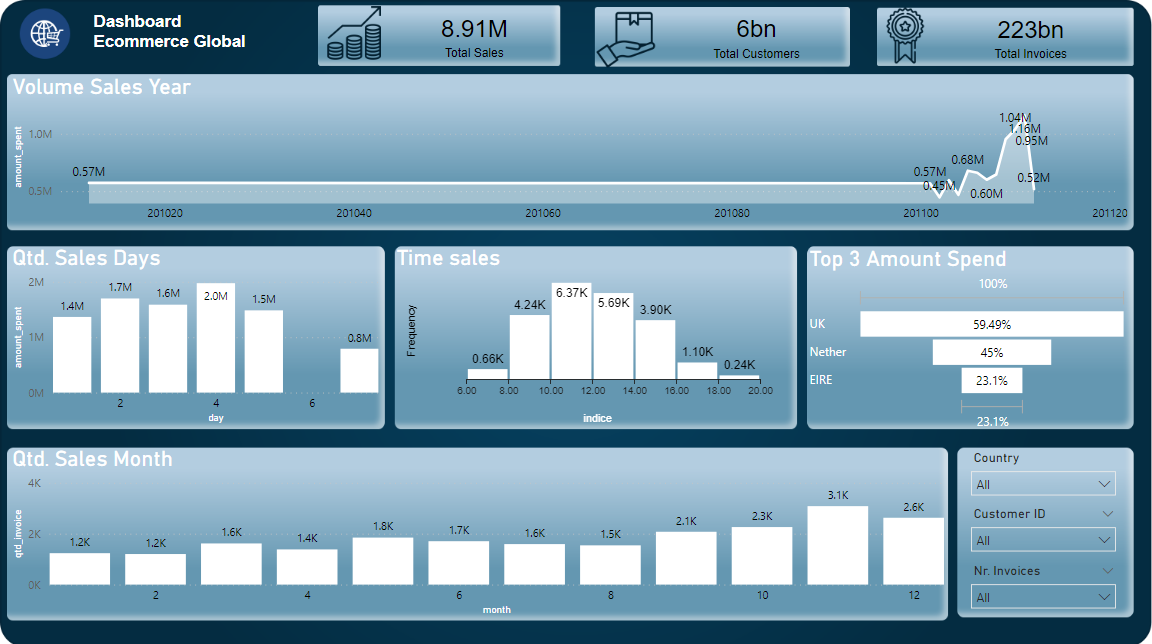 Dashboard
Ecommerce Global
8.91M
Total Sales
6bn
Total Customers
223bn
Total Invoices
Volume Sales Year
amount_spent
1.0M
0.5M
0.57M
0.57M
0.45M
0.68M
0.60M
1.04M
1.16M
0.95M
0.52M
201020
201040
201060
201080
201100
201120
Qtd. Sales Days
amount_spent
2M
1M
0M
1.4M
1.7M
1.6M
2.0M
1.5M
0.8M
2
4
6
day
Time sales
Frequency
0.66K
4.24K
6.37K
5.69K
3.90K
1.10K
0.24K
6.00
8.00
10.00
12.00
14.00
16.00
18.00
20.00
indice
Top 3 Amount Spend
100%
UK
59.49%
Nether
45%
EIRE
23.1%
23.1%
Qtd. Sales Month
qtd_invoice
4K
2K
0K
1.2K
1.2K
1.6K
1.4K
1.8K
1.7K
1.6K
1.5K
2.1K
2.3K
3.1K
2.6K
2
4
6
8
10
12
month
Country
All
Customer ID
All
Nr. Invoices
All